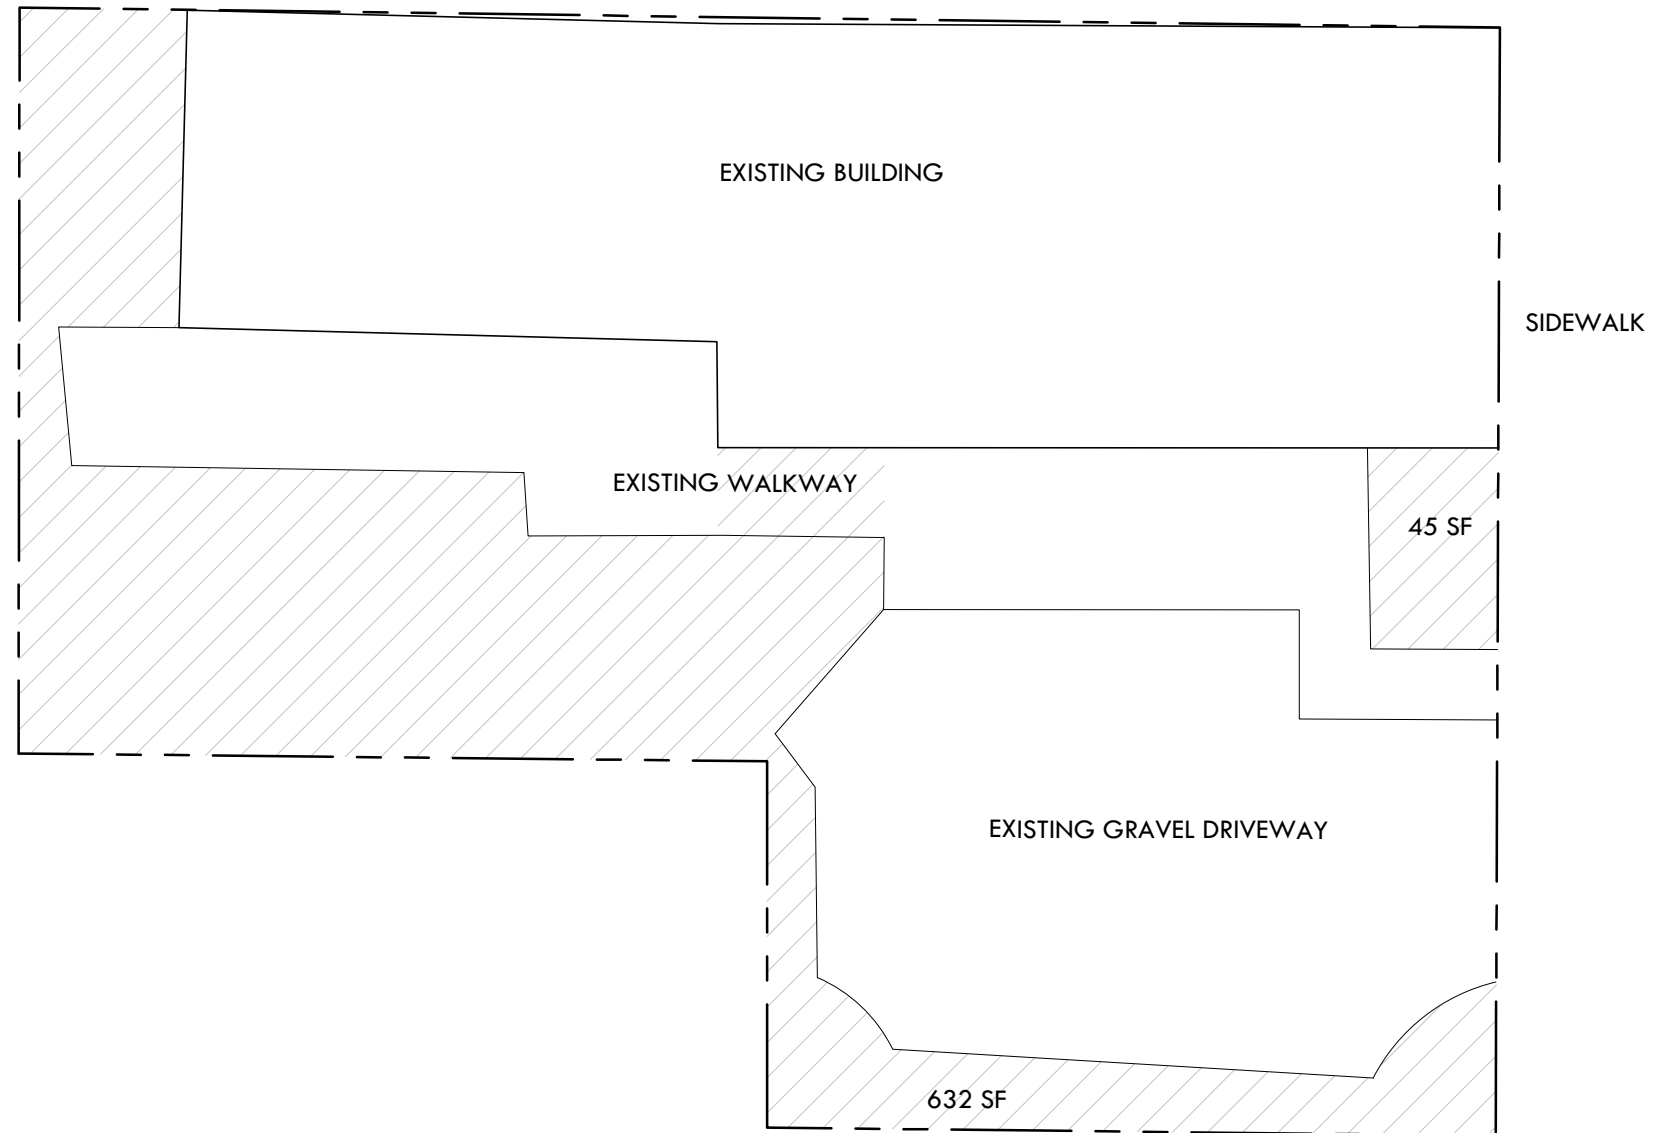 EXISTING BUILDING
SIDEWALK
EXISTING WALKWAY
45 SF
EXISTING GRAVEL DRIVEWAY
632 SF